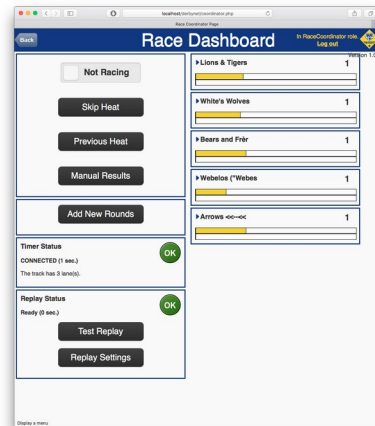 localhost/derbynet/coordinator.php
Race Coordinator Page
Back
Race Dashboard
In RaceCoordinator role.
Log out
Version 1.0
Not Racing
Skip Heat
Previous Heat
Manual Results
Add New Rounds
Timer Status
CONNECTED (1 sec.)
OK
The track has 3 lane(s).
Replay Status
Ready (0 sec.)
OK
Test Replay
Replay Settings
Lions & Tigers 1
White's Wolves 1
Bears and Frèr 1
Webelos ("Webes 1
Arrows <<--<< 1
Display a menu